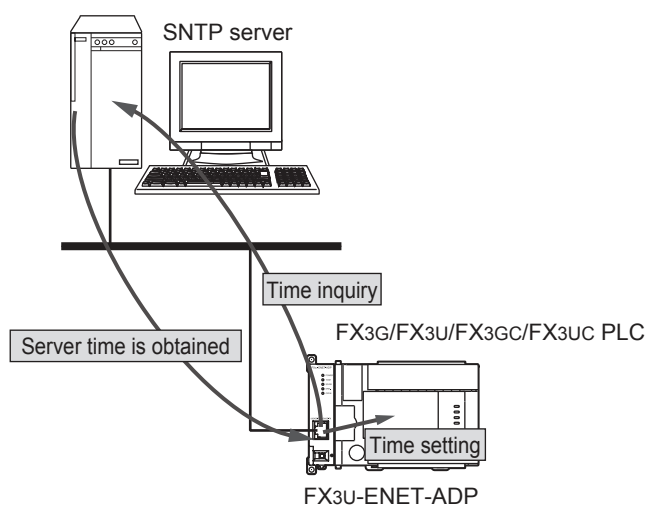 SNTP server
Time inquiry
FX3G/FX3U/FX3GC/FX3UC PLC
Server time is obtained
Time setting
FX3U-ENET-ADP